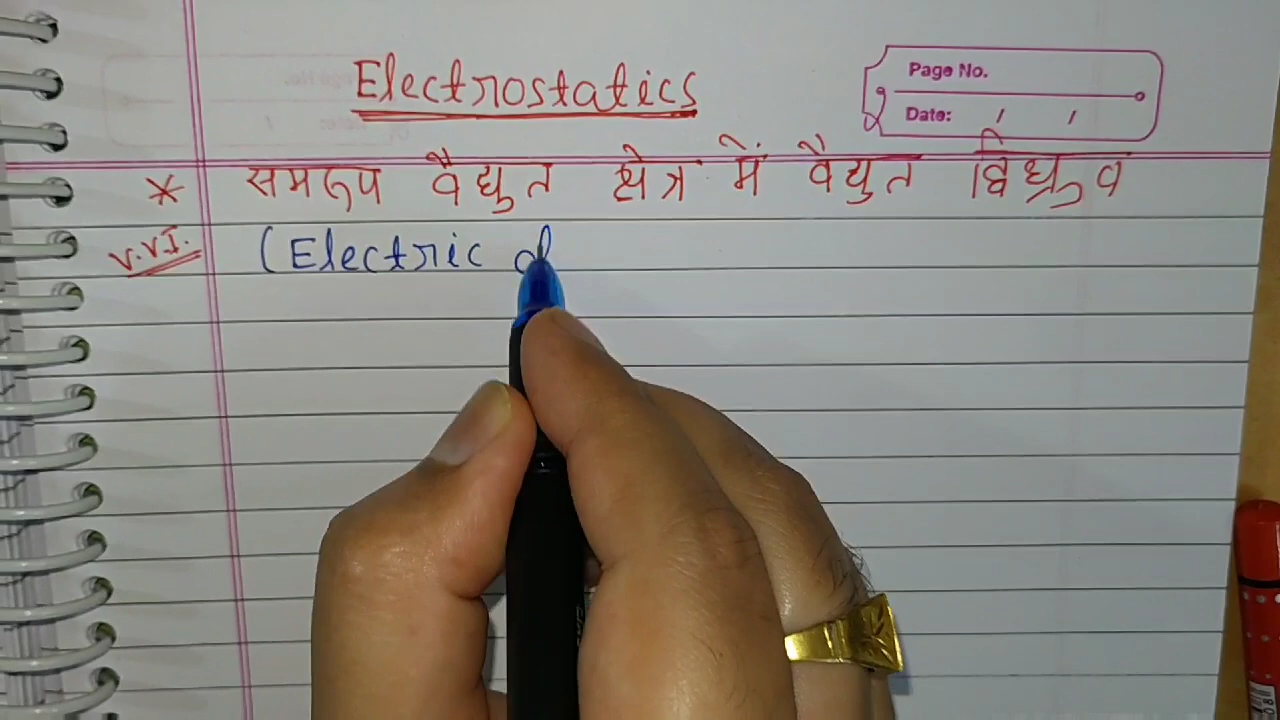 Electrostatics
Page No.
Date: / /
* समरूप वैद्युत क्षेत्र में वैद्युत द्विध्रुव
V.V.I. (Electric d